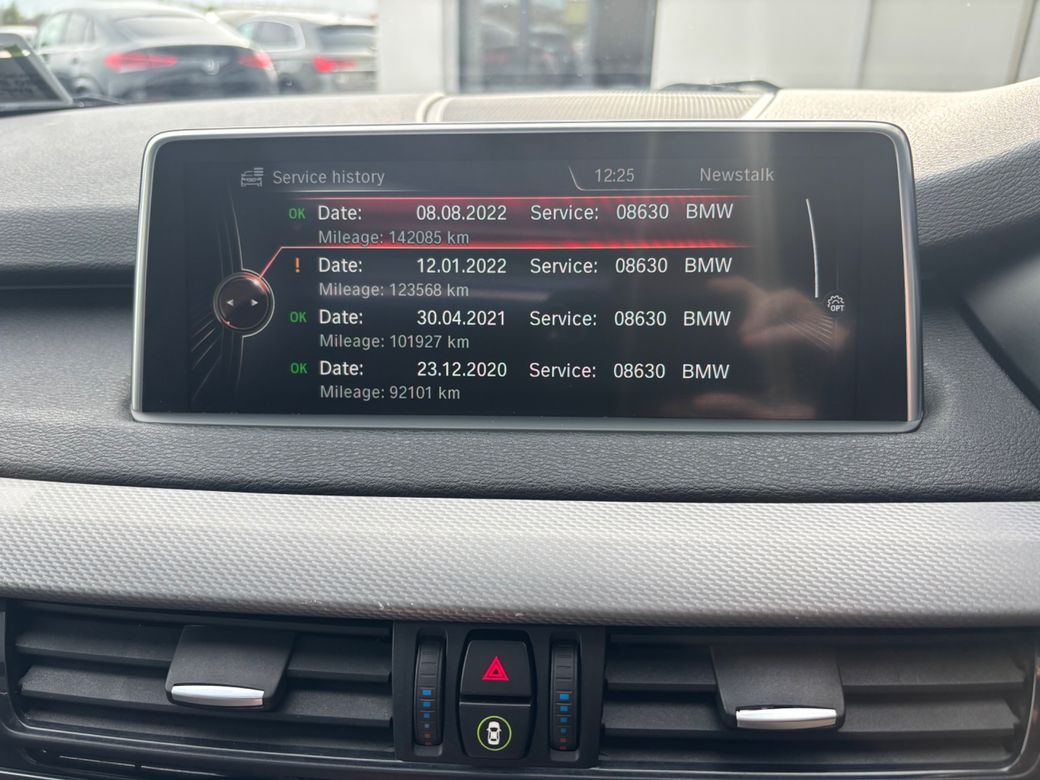 Service history 12:25 Newstalk
OK Date: 08.08.2022 Service: 08630 BMW
Mileage: 142085 km
! Date: 12.01.2022 Service: 08630 BMW
Mileage: 123568 km
OK Date: 30.04.2021 Service: 08630 BMW
Mileage: 101927 km
OPT
OK Date: 23.12.2020 Service: 08630 BMW
Mileage: 92101 km